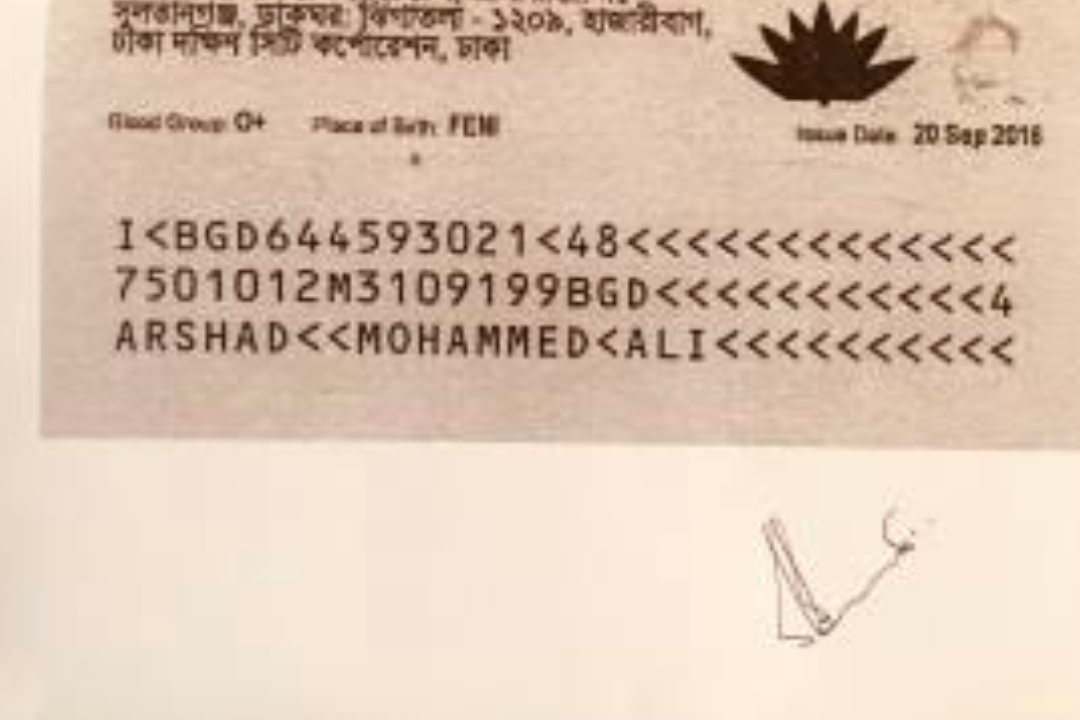 সুলতানগঞ্জ, ডাকঘর: ঝিগাতলা - ১২০৯, হাজারীবাগ,
ঢাকা দক্ষিণ সিটি কর্পোরেশন, ঢাকা
Blood Group: O+ Place of Birth: FENI
Issue Date: 20 Sep 2016
I<BGD644593021<48<<<<<<<<<<<<<
7501012M3109199BGD<<<<<<<<<<<4
ARSHAD<<MOHAMMED<ALI<<<<<<<<<<